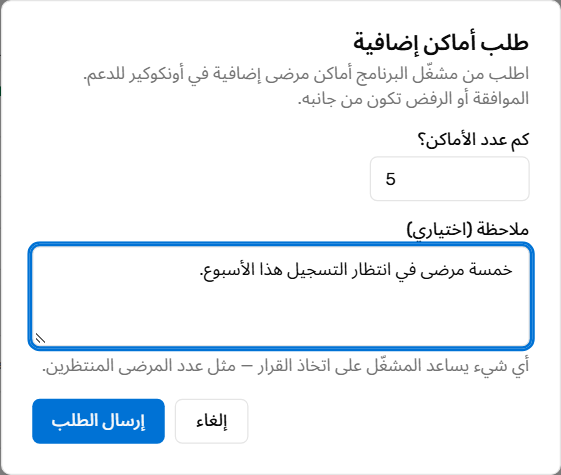 طلب أماكن إضافية
اطلب من مشغّل البرنامج أماكن مرضى إضافية في أونكوكير للدعم.
الموافقة أو الرفض تكون من جانبه.
كم عدد الأماكن؟
5
ملاحظة (اختياري)
خمسة مرضى في انتظار التسجيل هذا الأسبوع.
أي شيء يساعد المشغّل على اتخاذ القرار – مثل عدد المرضى المنتظرين.
إلغاء
إرسال الطلب